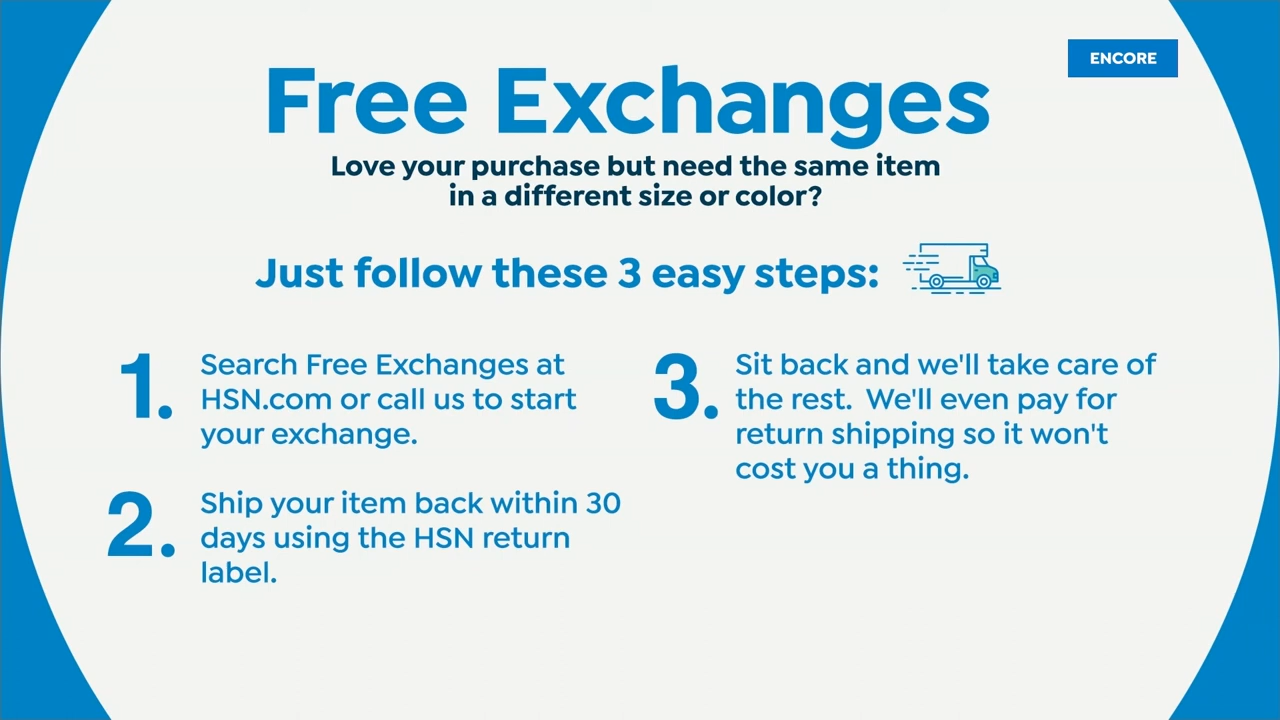 ENCORE
Free Exchanges
Love your purchase but need the same item
in a different size or color?
Just follow these 3 easy steps:
1. Search Free Exchanges at
HSN.com or call us to start
your exchange.
2. Ship your item back within 30
days using the HSN return
label.
3. Sit back and we'll take care of
the rest.  We'll even pay for
return shipping so it won't
cost you a thing.